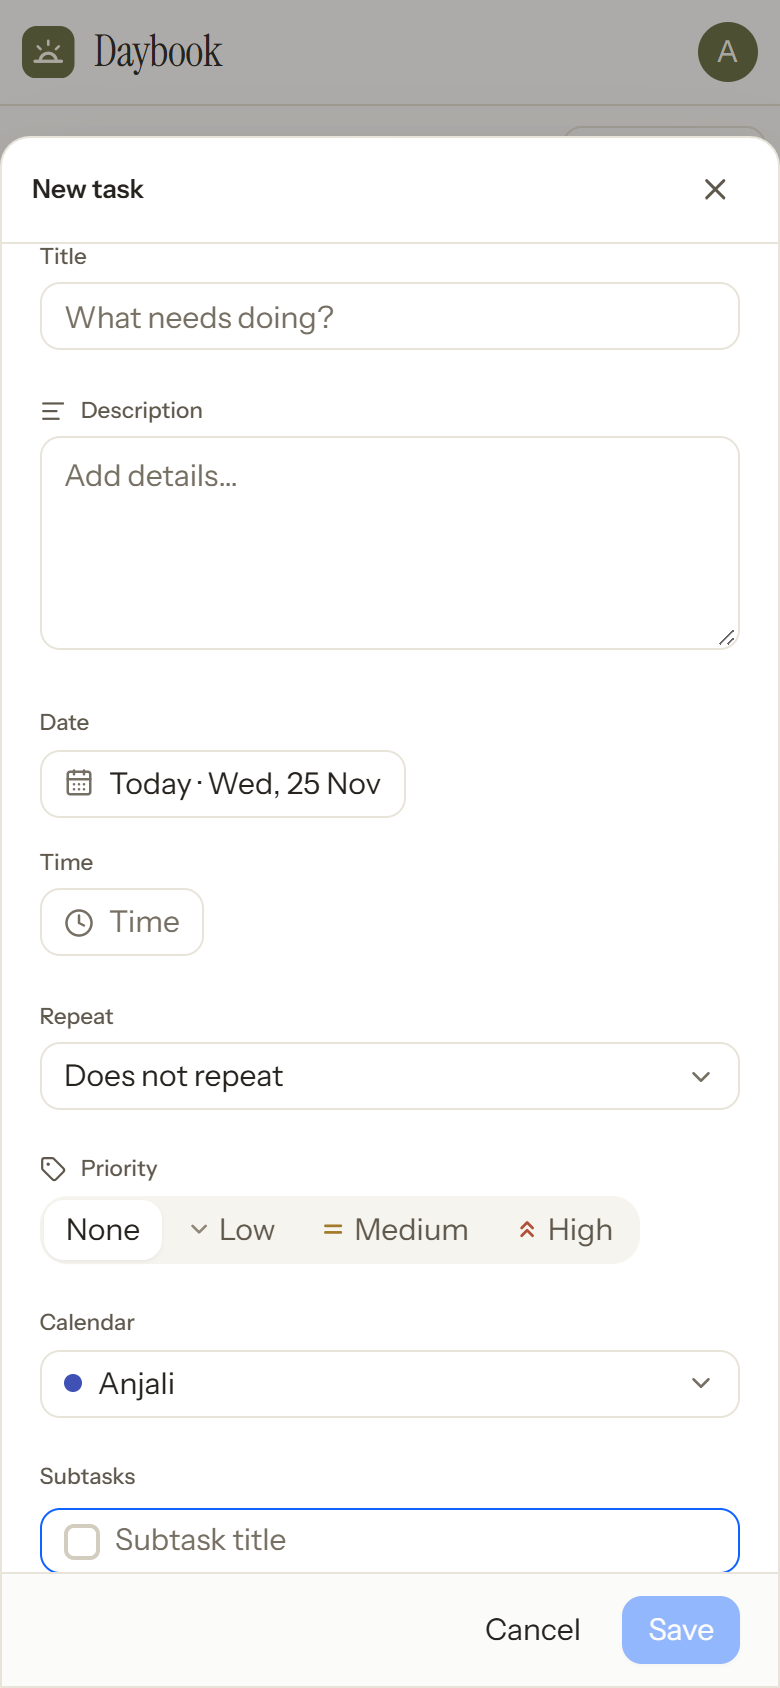 Daybook
A
New task
Title
What needs doing?
Description
Add details...
Date
Today · Wed, 25 Nov
Time
Time
Repeat
Does not repeat
Priority
None Low Medium High
Calendar
Anjali
Subtasks
Subtask title
Cancel Save